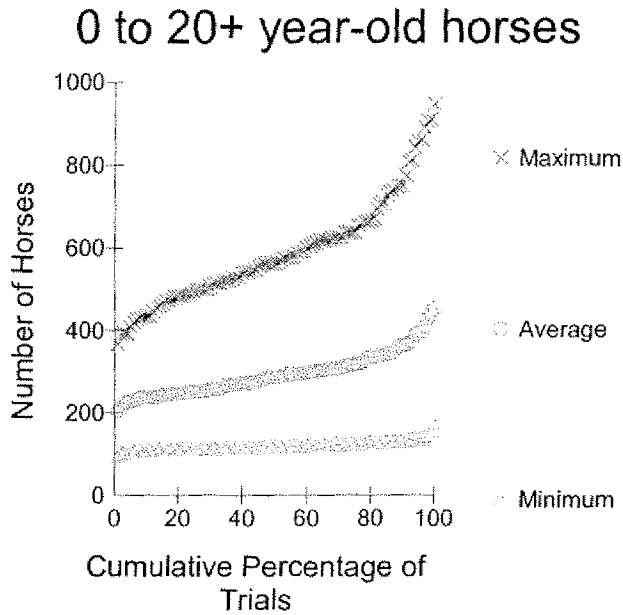 0 to 20+ year-old horses
1000
800
600
400
200
0
Number of Horses
0 20 40 60 80 100
Cumulative Percentage of
Trials
Maximum
Average
Minimum